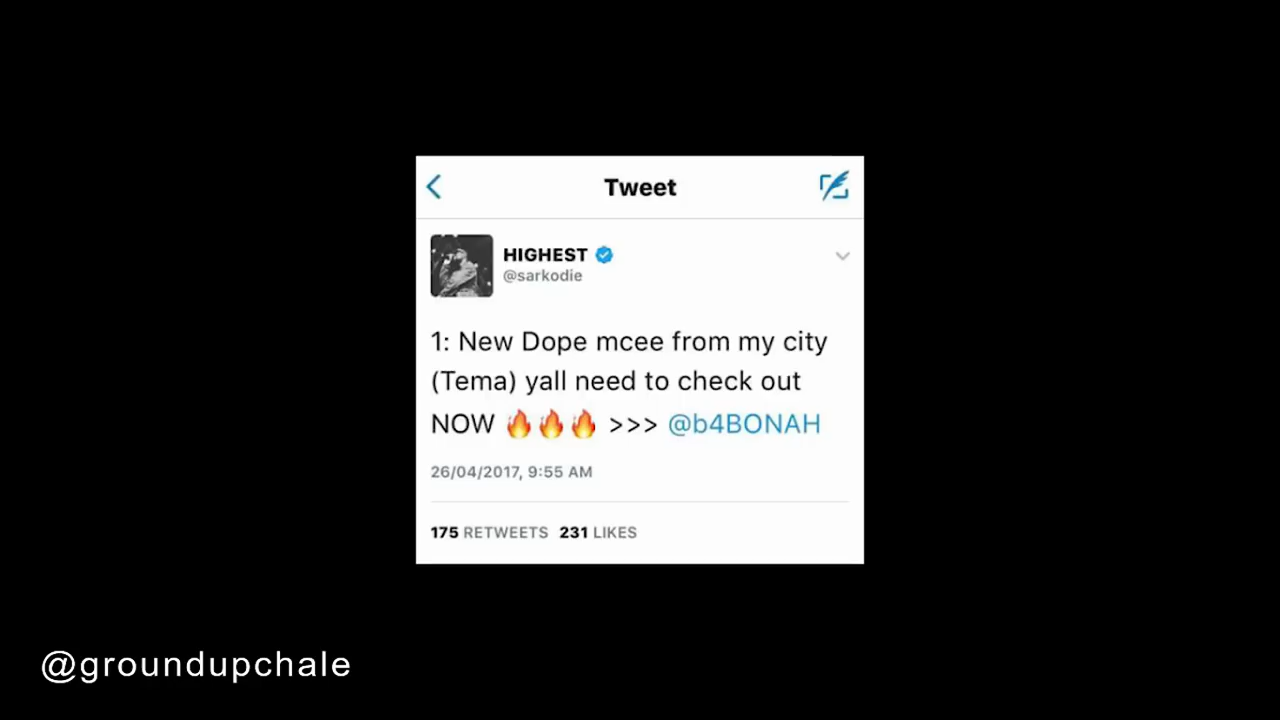 Tweet
HIGHEST
@sarkodie
1: New Dope mcee from my city
(Tema) yall need to check out
NOW 🔥🔥🔥 >>> @b4BONAH
26/04/2017, 9:55 AM
175 RETWEETS 231 LIKES
@groundupchale